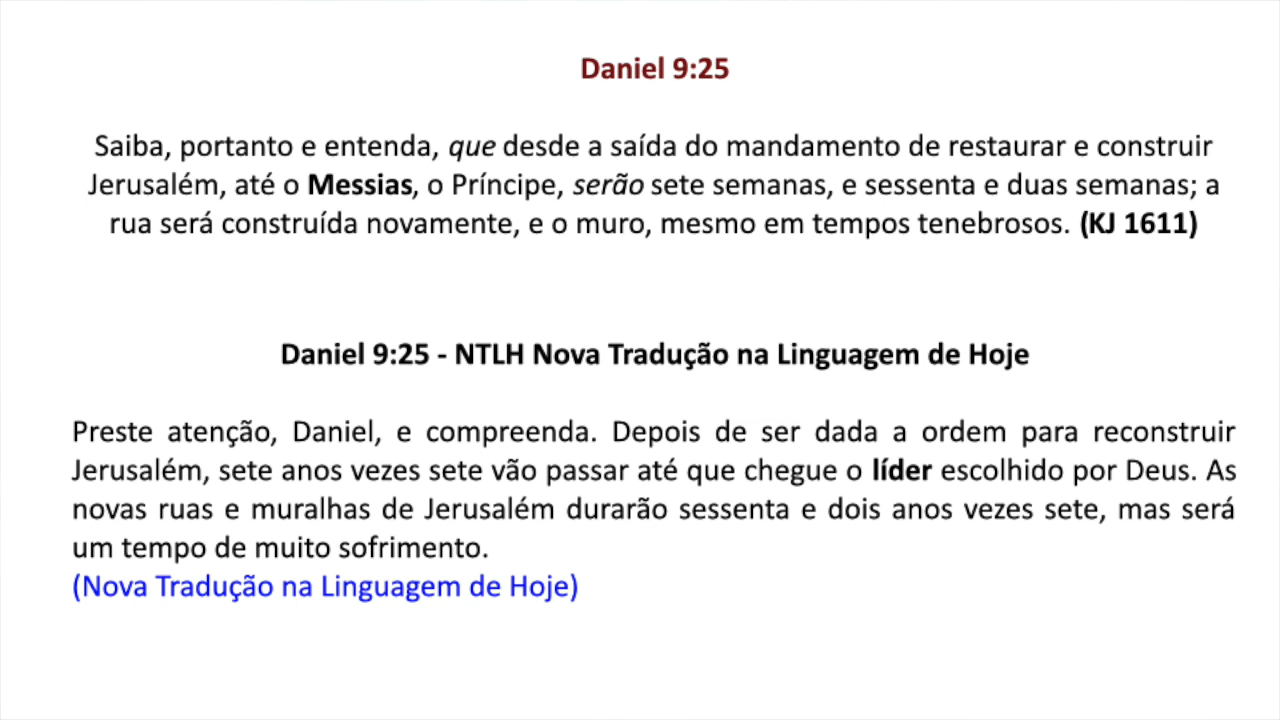 Daniel 9:25
Saiba, portanto e entenda, que desde a saída do mandamento de restaurar e construir
Jerusalém, até o Messias, o Príncipe, serão sete semanas, e sessenta e duas semanas; a
rua será construída novamente, e o muro, mesmo em tempos tenebrosos. (KJ 1611)
Daniel 9:25 - NTLH Nova Tradução na Linguagem de Hoje
Preste atenção, Daniel, e compreenda. Depois de ser dada a ordem para reconstruir
Jerusalém, sete anos vezes sete vão passar até que chegue o líder escolhido por Deus. As
novas ruas e muralhas de Jerusalém durarão sessenta e dois anos vezes sete, mas será
um tempo de muito sofrimento.
(Nova Tradução na Linguagem de Hoje)